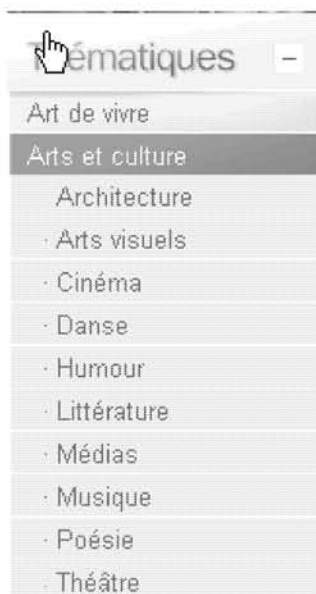 Thématiques
Art de vivre
Arts et culture
Architecture
· Arts visuels
· Cinéma
· Danse
· Humour
· Littérature
· Médias
· Musique
· Poésie
· Théâtre